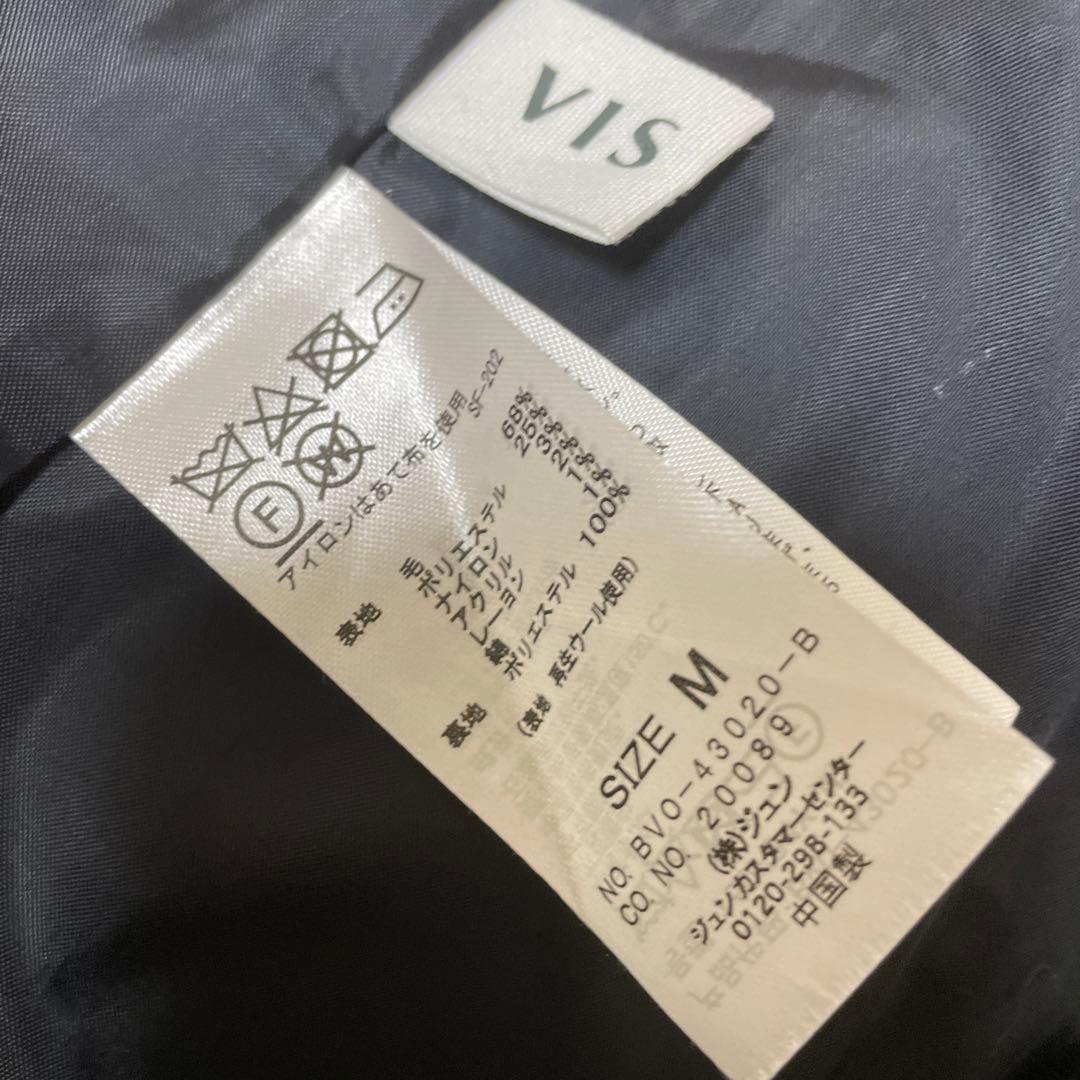 VIS
アイロンはあて布を使用 SF-202
表地 毛 68%
ポリエステル 25%
ナイロン 3%
アクリル 2%
レーヨン 1%
綿 1%
裏地 ポリエステル 100%
(表地 再生ウール使用)
SIZE M
NO. BVO-43020-B
CO. NO. 20089
(株)ジュン
ジュンカスタマーセンター
0120-298-133
中国製